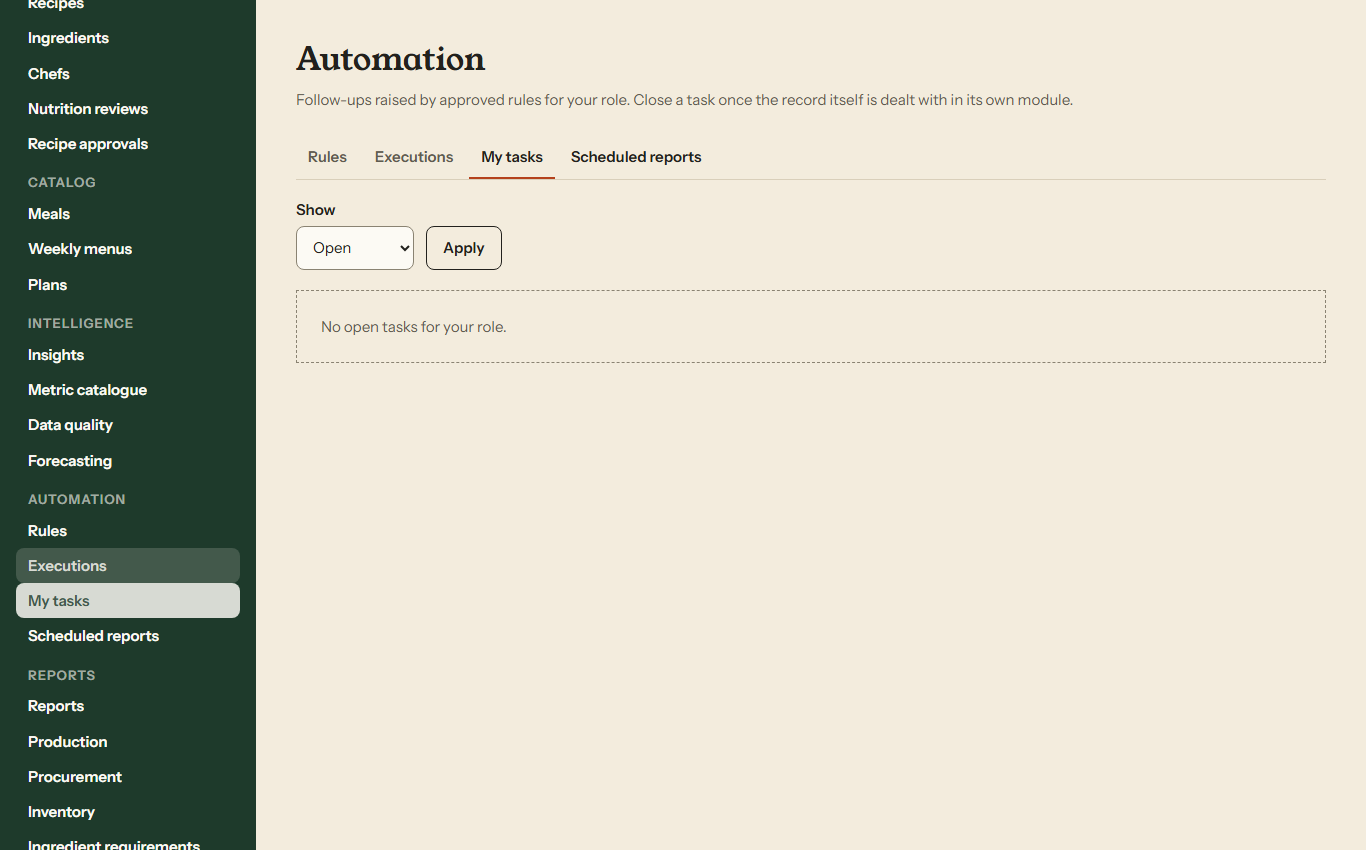 Recipes
Ingredients
Chefs
Nutrition reviews
Recipe approvals
CATALOG
Meals
Weekly menus
Plans
INTELLIGENCE
Insights
Metric catalogue
Data quality
Forecasting
AUTOMATION
Rules
Executions
My tasks
Scheduled reports
REPORTS
Reports
Production
Procurement
Inventory
Ingredient requirements
Automation
Follow-ups raised by approved rules for your role. Close a task once the record itself is dealt with in its own module.
Rules Executions My tasks Scheduled reports
Show
Open Apply
No open tasks for your role.